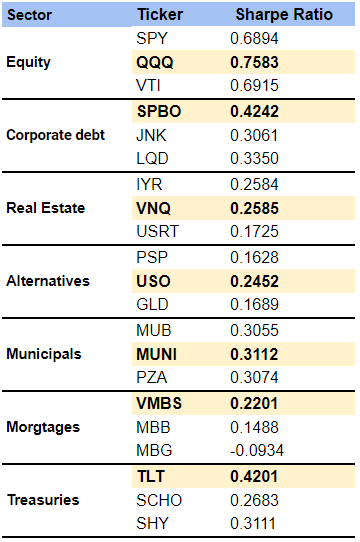 Sector Ticker Sharpe Ratio
SPY 0.6894
Equity QQQ 0.7583
VTI 0.6915
SPBO 0.4242
Corporate debt JNK 0.3061
LQD 0.3350
IYR 0.2584
Real Estate VNQ 0.2585
USRT 0.1725
PSP 0.1628
Alternatives USO 0.2452
GLD 0.1689
MUB 0.3055
Municipals MUNI 0.3112
PZA 0.3074
VMBS 0.2201
Morgtages MBB 0.1488
MBG -0.0934
TLT 0.4201
Treasuries SCHO 0.2683
SHY 0.3111